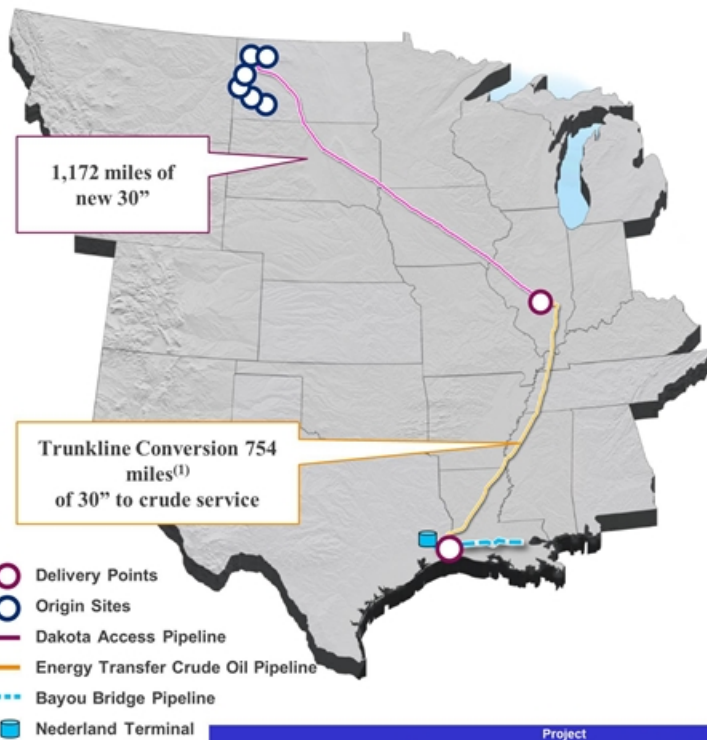 1,172 miles of
new 30”
Trunkline Conversion 754
miles(1)
of 30” to crude service
Delivery Points
Origin Sites
Dakota Access Pipeline
Energy Transfer Crude Oil Pipeline
Bayou Bridge Pipeline
Nederland Terminal
Project